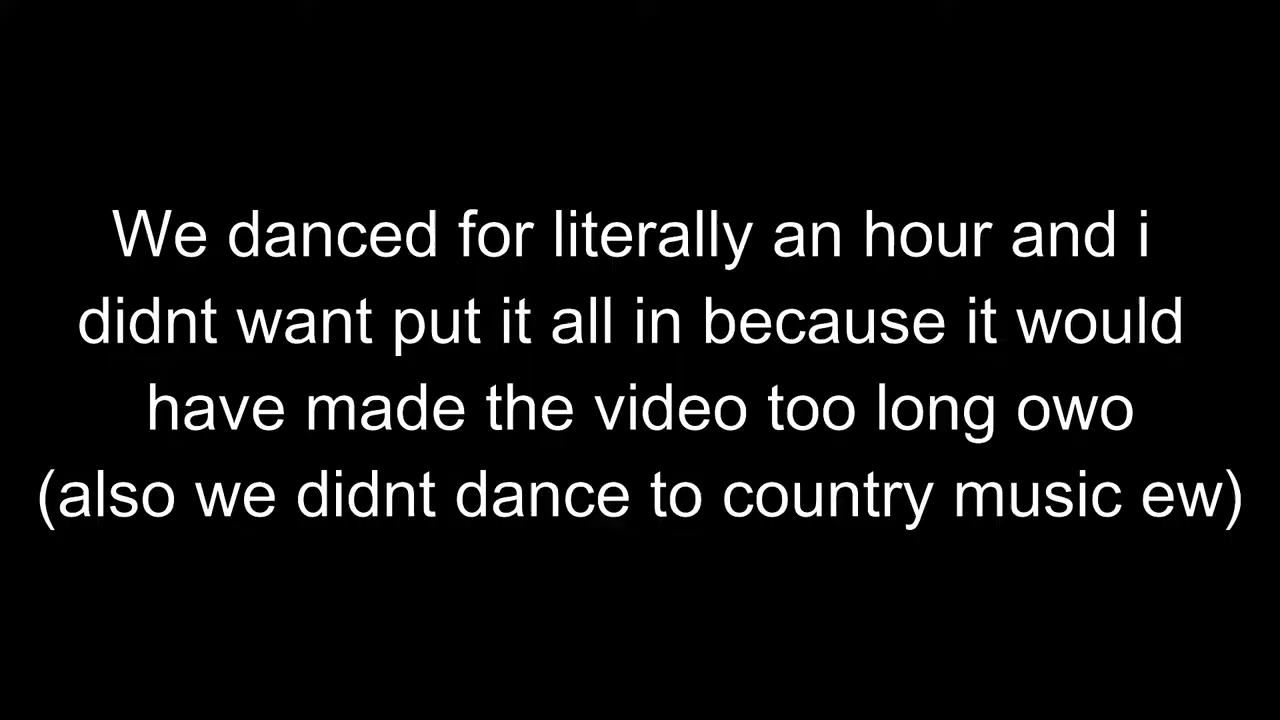 We danced for literally an hour and i
didnt want put it all in because it would
have made the video too long owo
(also we didnt dance to country music ew)